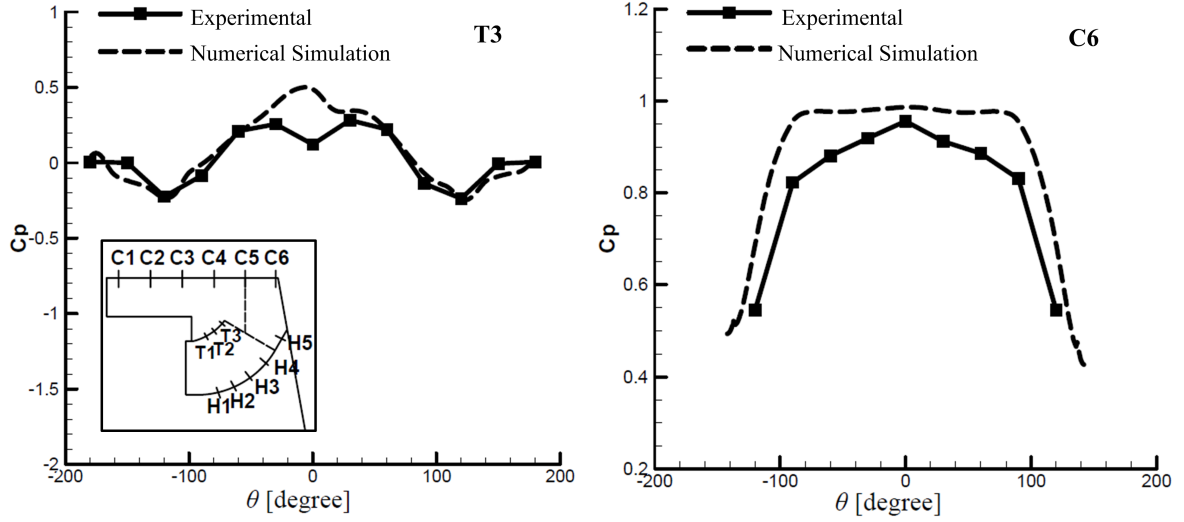 1
Experimental
Numerical Simulation
T3
0.5
0
Cp
-0.5
C1 C2 C3 C4 C5 C6
-1
T1
T2
T3
H5
H4
H3
H2
H1
-1.5
-2
-200 -100 0 100 200
θ [degree]
1.2
Experimental
Numerical Simulation
C6
1
0.8
Cp
0.6
0.4
0.2
-200 -100 0 100 200
θ [degree]